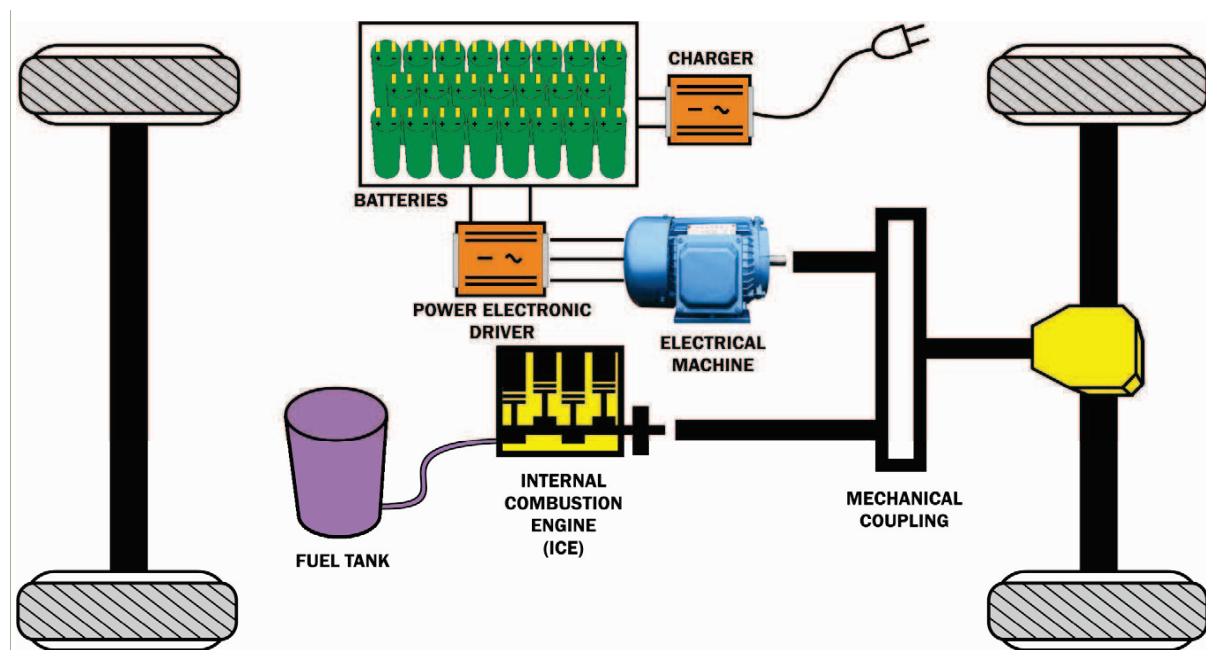 CHARGER
BATTERIES
POWER ELECTRONIC
DRIVER
ELECTRICAL
MACHINE
INTERNAL
COMBUSTION
ENGINE
(ICE)
FUEL TANK
MECHANICAL
COUPLING